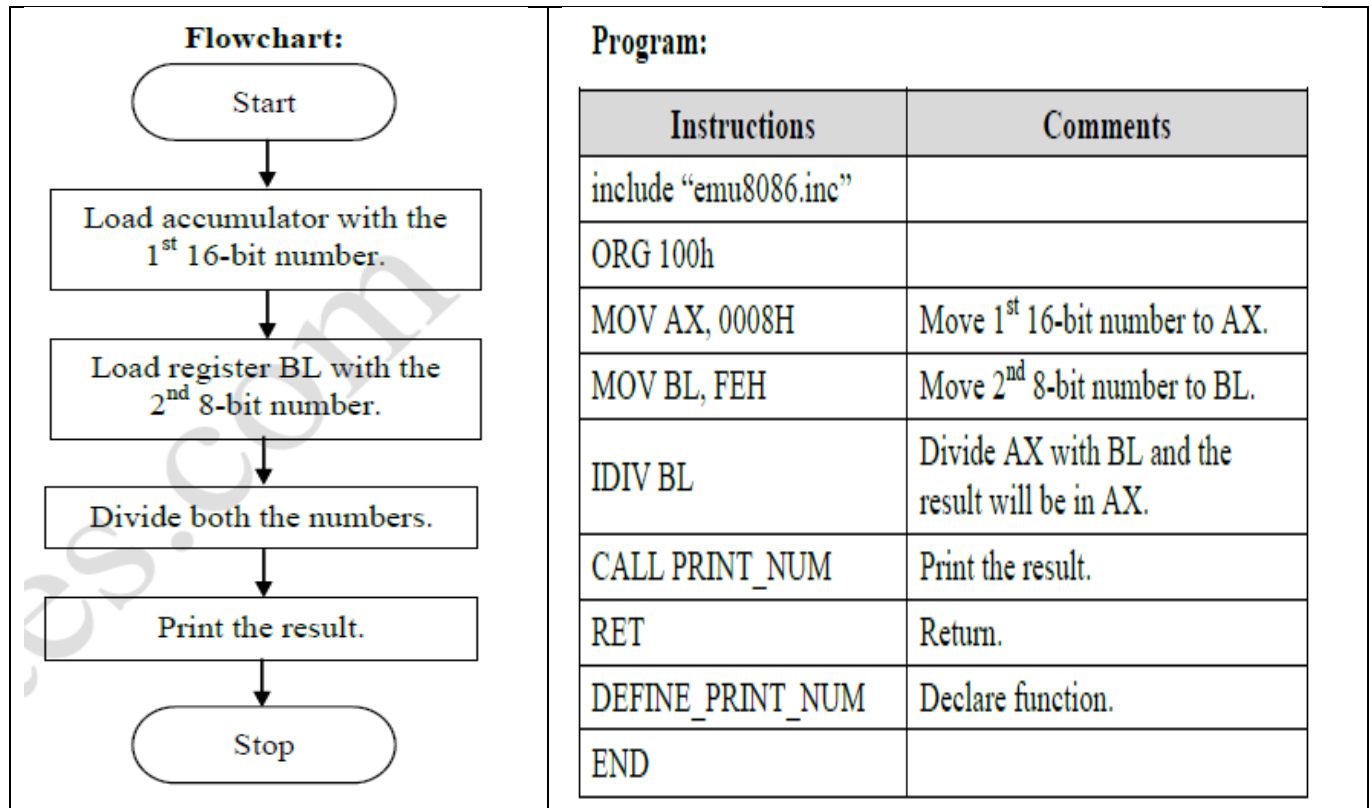 Flowchart:
Start
Load accumulator with the
1st 16-bit number.
Load register BL with the
2nd 8-bit number.
Divide both the numbers.
Print the result.
Stop
es.com
Program:
Instructions Comments
include “emu8086.inc”
ORG 100h
MOV AX, 0008H Move 1st 16-bit number to AX.
MOV BL, FEH Move 2nd 8-bit number to BL.
IDIV BL Divide AX with BL and the
result will be in AX.
CALL PRINT_NUM Print the result.
RET Return.
DEFINE_PRINT_NUM Declare function.
END